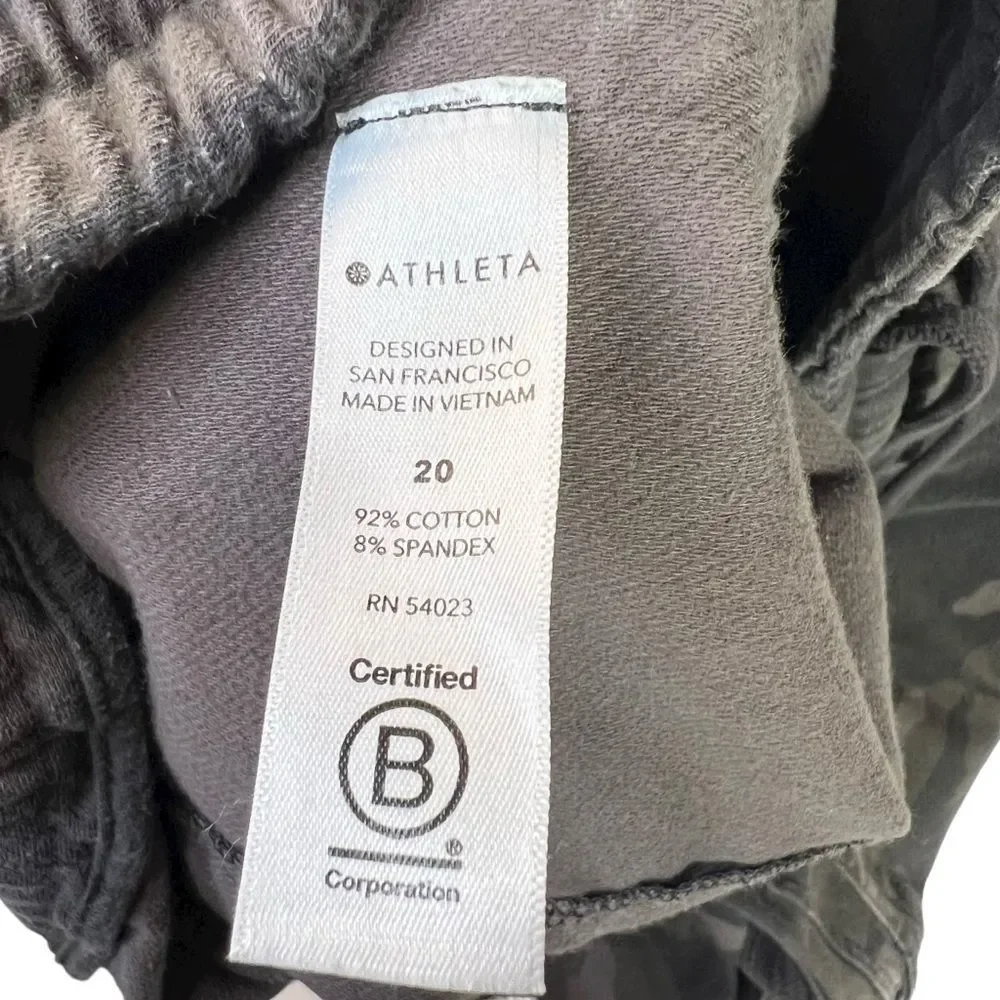 ATHLETA
DESIGNED IN
SAN FRANCISCO
MADE IN VIETNAM
20
92% COTTON
8% SPANDEX
RN 54023
Certified
B
®
Corporation